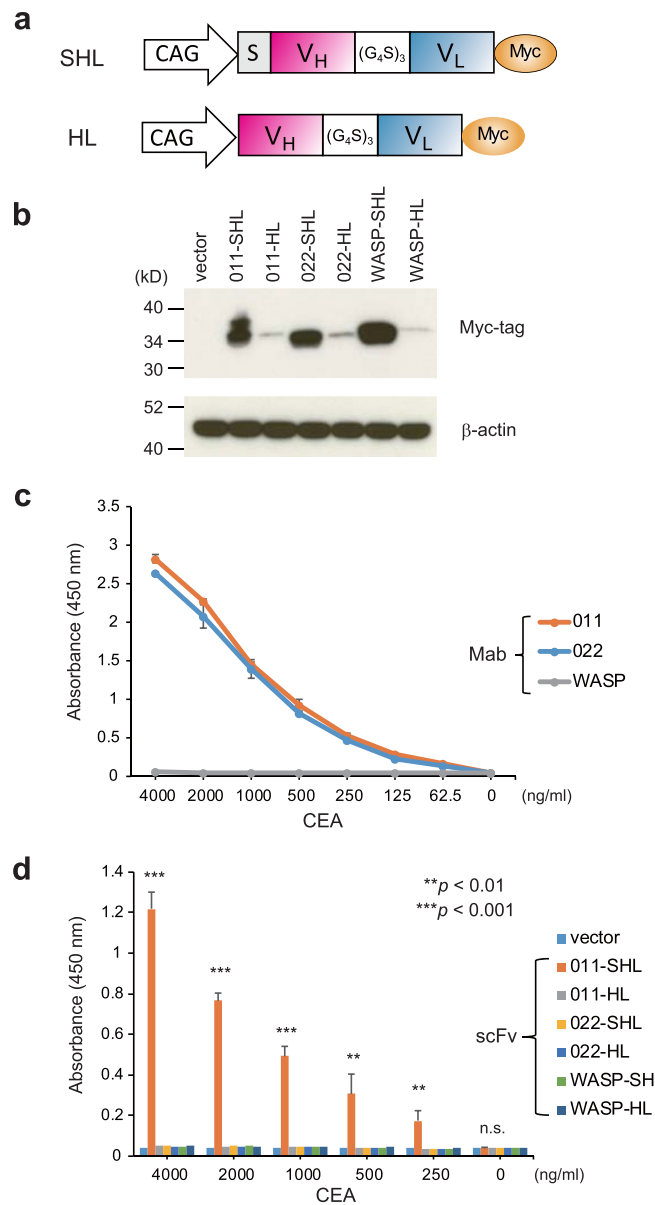 a
SHL CAG S VH (G4S)3 VL Myc
HL CAG VH (G4S)3 VL Myc
b
vector 011-SHL 011-HL 022-SHL 022-HL WASP-SHL WASP-HL
(kD)
40
34
30
Myc-tag
52
40
β-actin
c
Absorbance (450 nm)
3.5
3
2.5
2
1.5
1
0.5
0
4000 2000 1000 500 250 125 62.5 0 (ng/ml)
CEA
Mab
011
022
WASP
d
Absorbance (450 nm)
1.4
1.2
1
0.8
0.6
0.4
0.2
0
***
***
***
**
**
n.s.
**p < 0.01
***p < 0.001
4000 2000 1000 500 250 0 (ng/ml)
CEA
vector
scFv
011-SHL
011-HL
022-SHL
022-HL
WASP-SH
WASP-HL